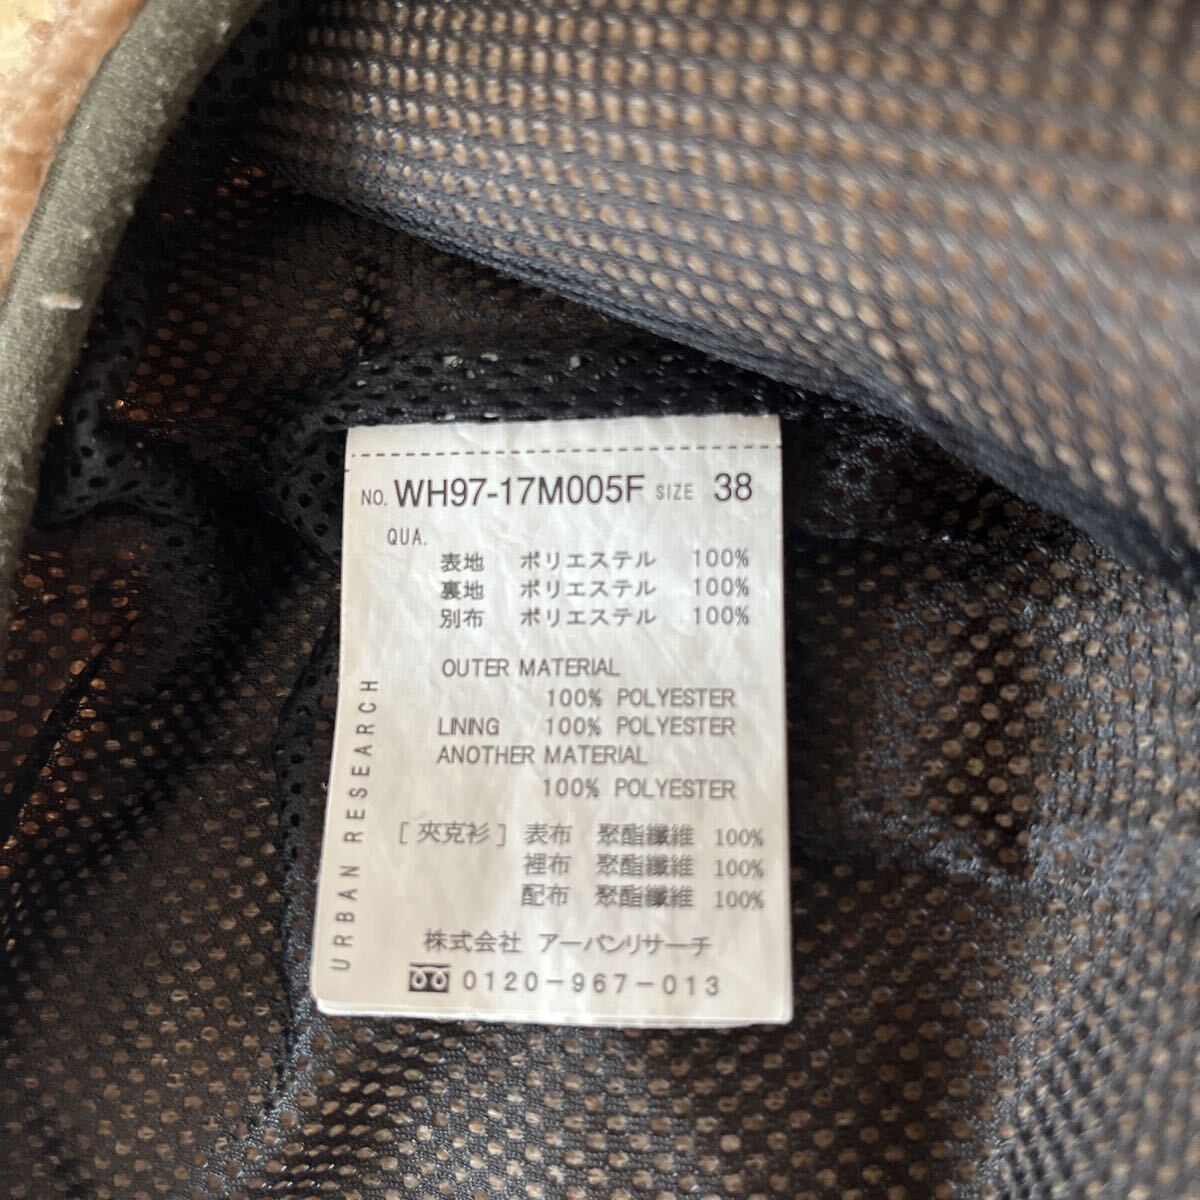 NO. WH97-17M005F SIZE 38
QUA.
表地 ポリエステル 100%
裏地 ポリエステル 100%
別布 ポリエステル 100%
OUTER MATERIAL
100% POLYESTER
LINING 100% POLYESTER
ANOTHER MATERIAL
100% POLYESTER
[ 夾克衫 ] 表布 聚酯纖維 100%
裡布 聚酯纖維 100%
配布 聚酯纖維 100%
株式会社 アーバンリサーチ
0120-967-013
URBAN RESEARCH